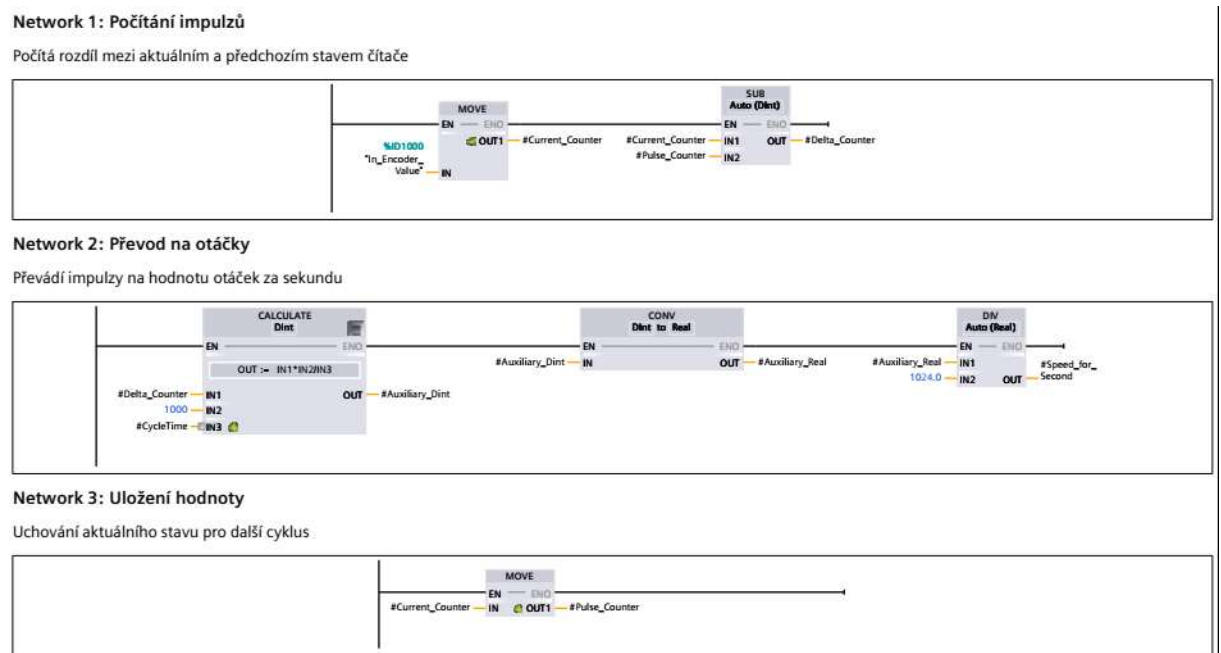 Network 1: Počítání impulzů
Počítá rozdíl mezi aktuálním a předchozím stavem čítače
MOVE
EN ENO
%ID1000
"In_Encoder_
Value"
IN
OUT1
#Current_Counter
SUB
Auto (DInt)
EN ENO
#Current_Counter IN1 OUT #Delta_Counter
#Pulse_Counter IN2
Network 2: Převod na otáčky
Převádí impulzy na hodnotu otáček za sekundu
CALCULATE
DInt
EN ENO
OUT := IN1*IN2/IN3
#Delta_Counter IN1 OUT #Auxiliary_Dint
1000 IN2
#CycleTime IN3
CONV
DInt to Real
EN ENO
#Auxiliary_Dint IN OUT #Auxiliary_Real
DIV
Auto (Real)
EN ENO
#Auxiliary_Real IN1
1024.0 IN2 OUT
#Speed_for_
Second
Network 3: Uložení hodnoty
Uchování aktuálního stavu pro další cyklus
MOVE
EN ENO
#Current_Counter IN OUT1 #Pulse_Counter